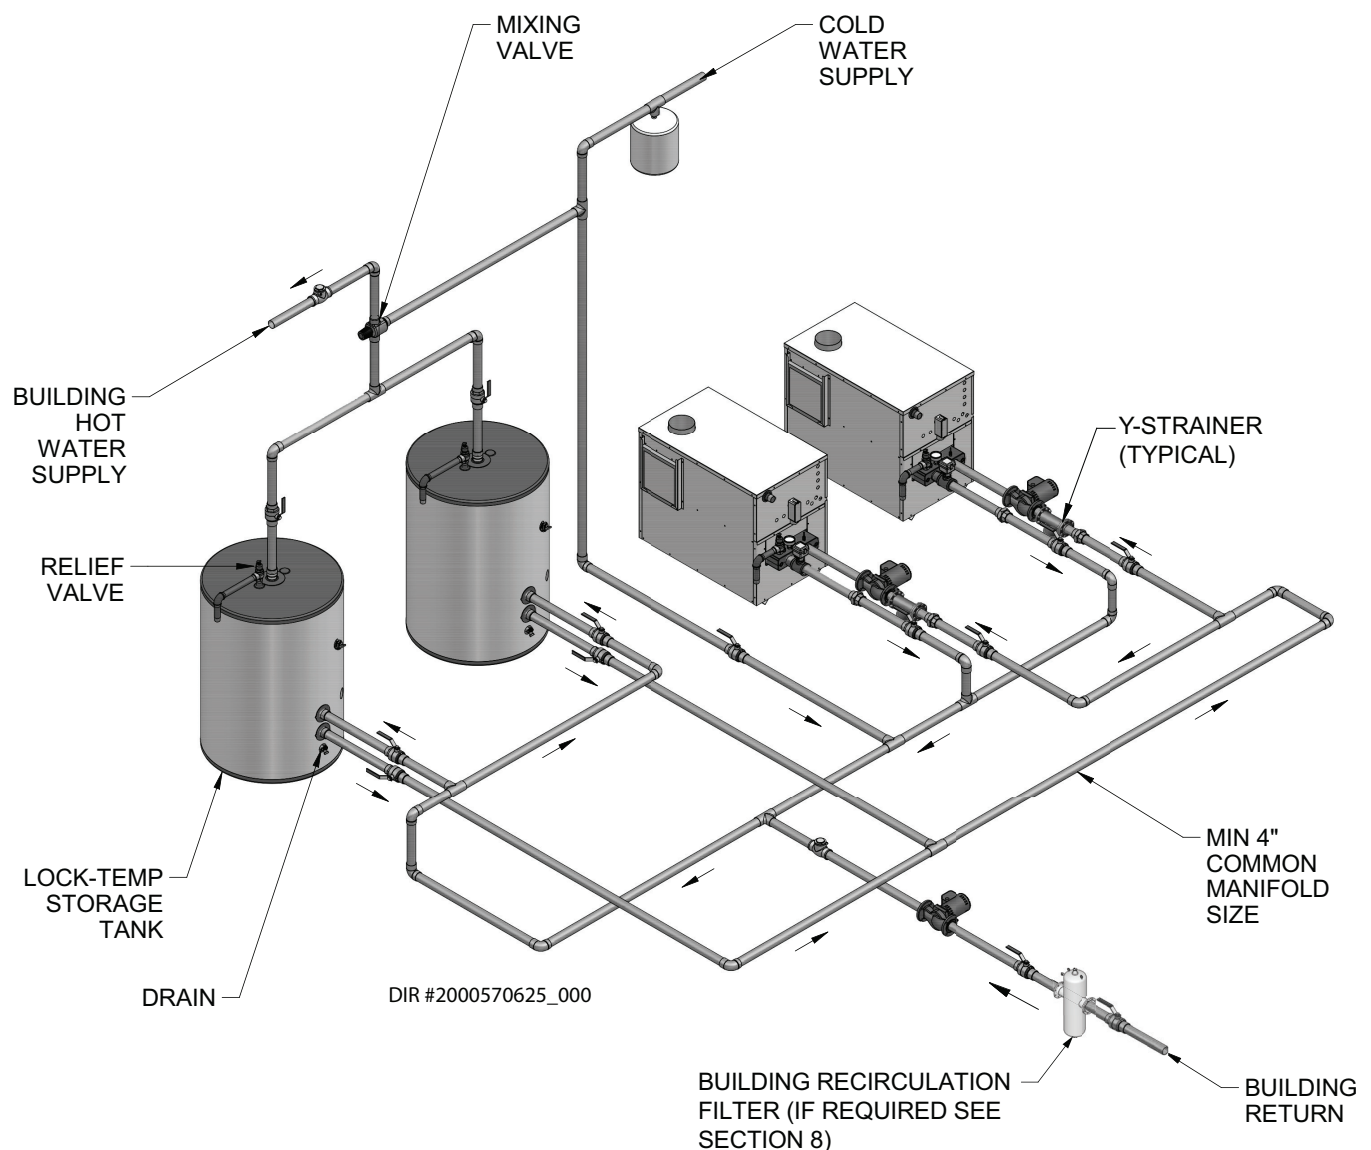 MIXING
VALVE
COLD
WATER
SUPPLY
BUILDING
HOT
WATER
SUPPLY
Y-STRAINER
(TYPICAL)
RELIEF
VALVE
MIN 4"
COMMON
MANIFOLD
SIZE
LOCK-TEMP
STORAGE
TANK
DRAIN
DIR #2000570625_000
BUILDING RECIRCULATION
FILTER (IF REQUIRED SEE
SECTION 8)
BUILDING
RETURN